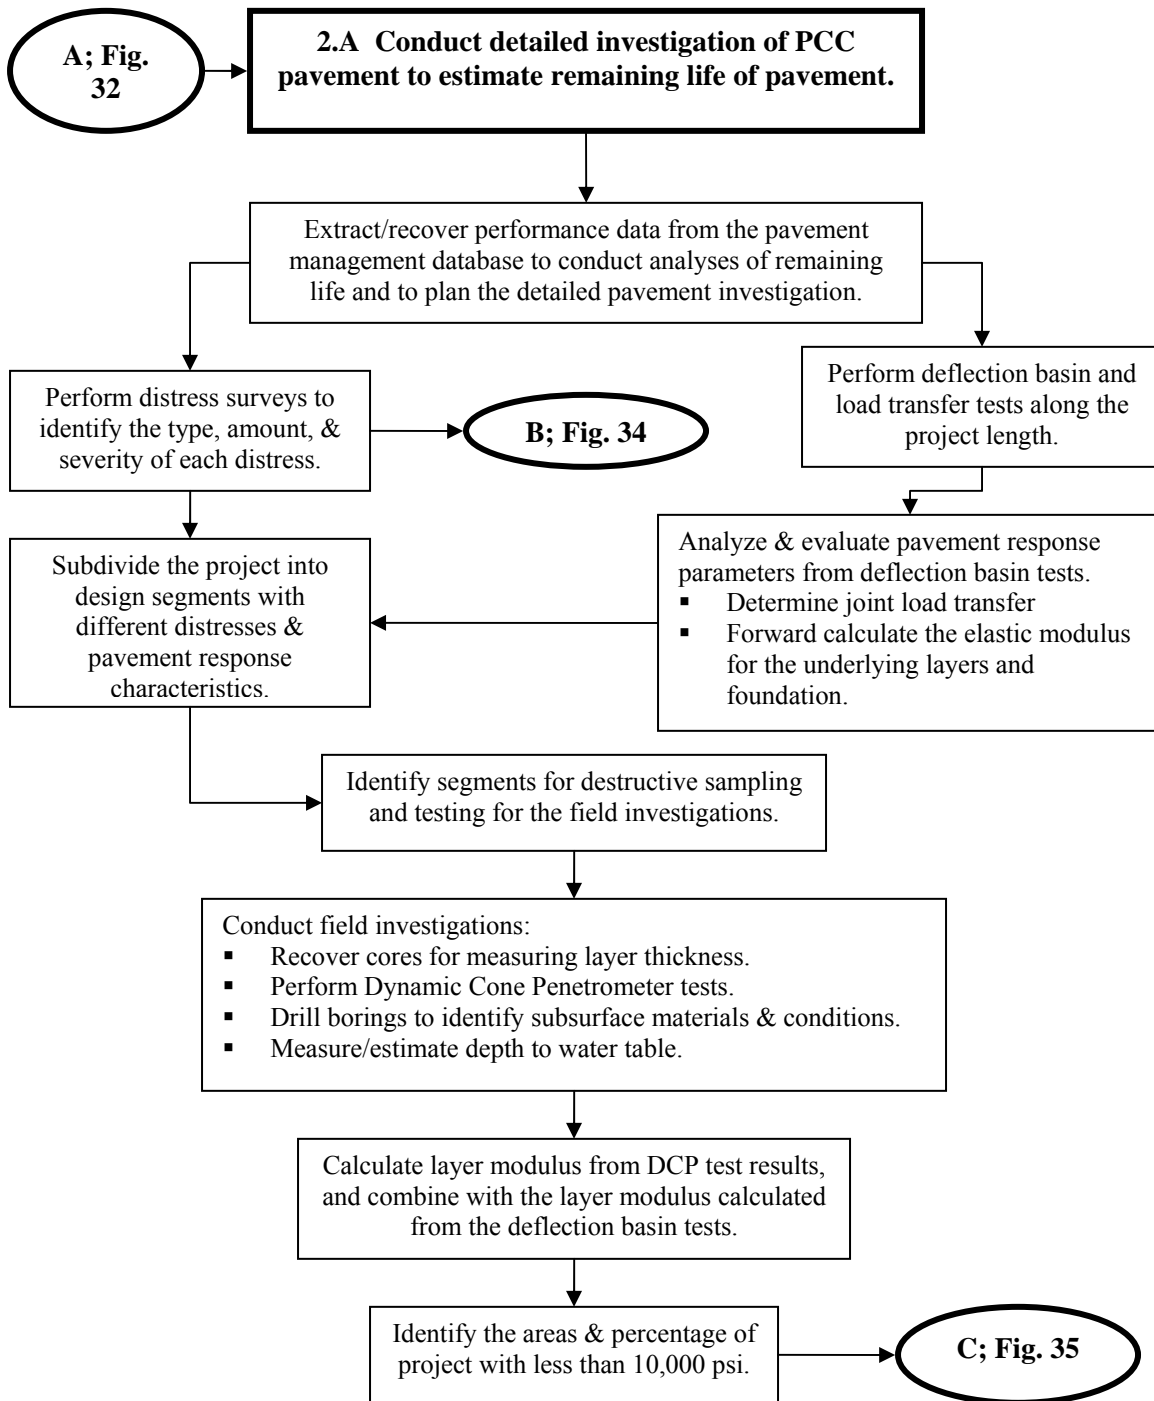 A; Fig.
32
2.A Conduct detailed investigation of PCC
pavement to estimate remaining life of pavement.
Extract/recover performance data from the pavement
management database to conduct analyses of remaining
life and to plan the detailed pavement investigation.
Perform distress surveys to
identify the type, amount, &
severity of each distress.
B; Fig. 34
Perform deflection basin and
load transfer tests along the
project length.
Subdivide the project into
design segments with
different distresses &
pavement response
characteristics.
Analyze & evaluate pavement response
parameters from deflection basin tests.
▪ Determine joint load transfer
▪ Forward calculate the elastic modulus
for the underlying layers and
foundation.
Identify segments for destructive sampling
and testing for the field investigations.
Conduct field investigations:
▪ Recover cores for measuring layer thickness.
▪ Perform Dynamic Cone Penetrometer tests.
▪ Drill borings to identify subsurface materials & conditions.
▪ Measure/estimate depth to water table.
Calculate layer modulus from DCP test results,
and combine with the layer modulus calculated
from the deflection basin tests.
Identify the areas & percentage of
project with less than 10,000 psi.
C; Fig. 35